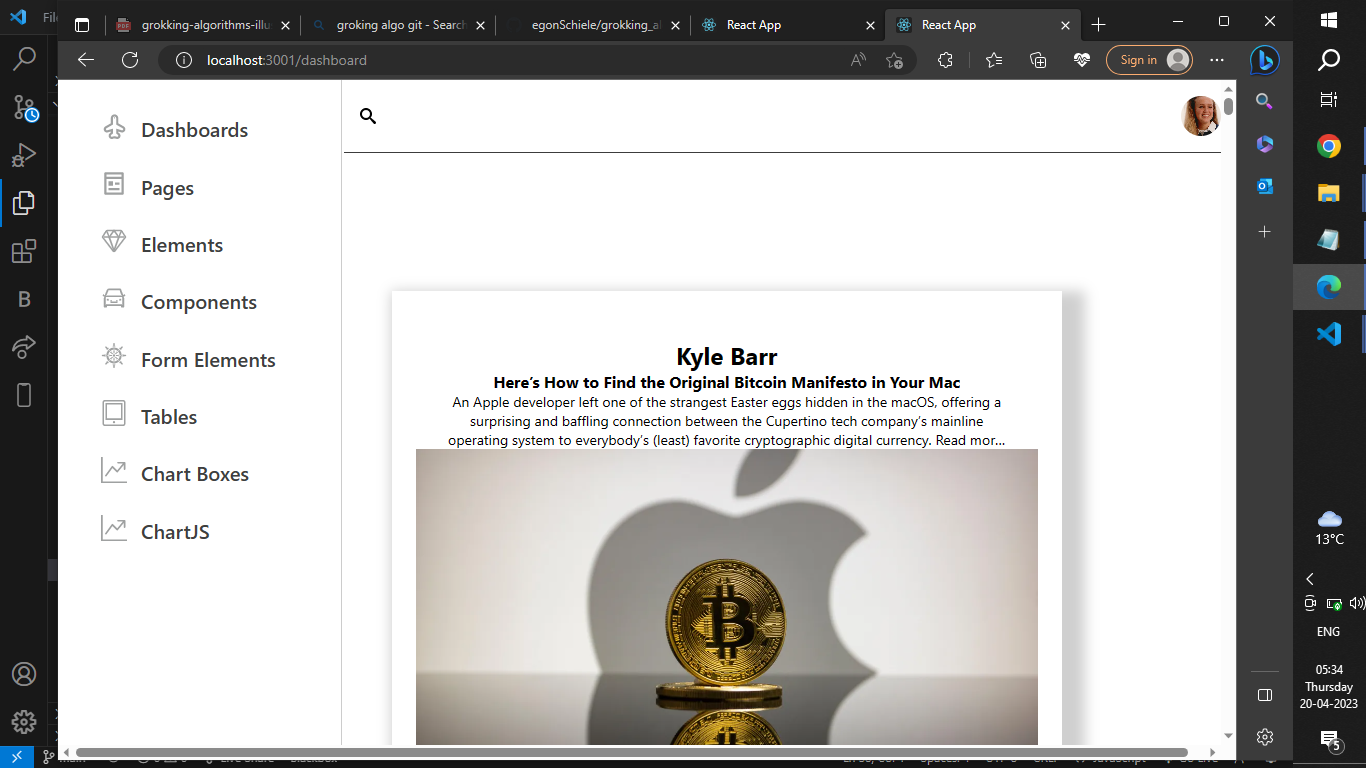 File
grokking-algorithms-illus
groking algo git - Search
egonSchiele/grokking_al
React App
React App
localhost:3001/dashboard
Sign in
Dashboards
Pages
Elements
Components
Form Elements
Tables
Chart Boxes
ChartJS
Kyle Barr
Here’s How to Find the Original Bitcoin Manifesto in Your Mac
An Apple developer left one of the strangest Easter eggs hidden in the macOS, offering a
surprising and baffling connection between the Cupertino tech company’s mainline
operating system to everybody’s (least) favorite cryptographic digital currency. Read mor...
B
13°C
ENG
05:34
Thursday
20-04-2023
5